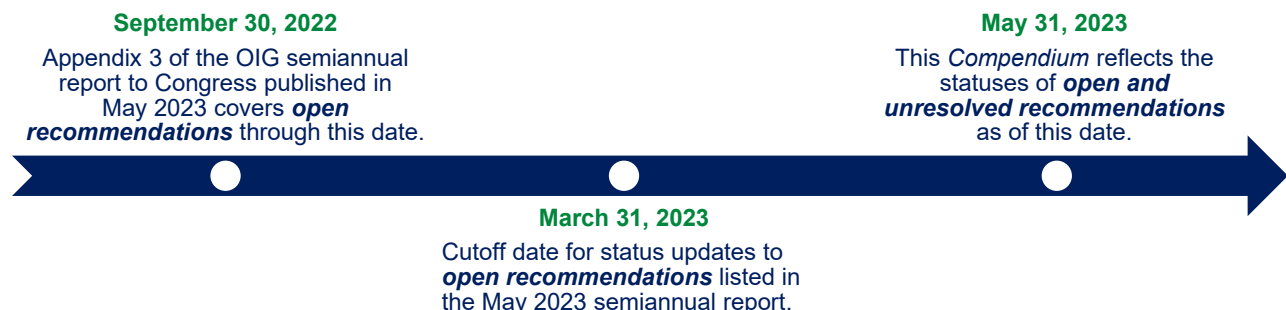 September 30, 2022
Appendix 3 of the OIG semiannual
report to Congress published in
May 2023 covers open
recommendations through this date.
March 31, 2023
Cutoff date for status updates to
open recommendations listed in
the May 2023 semiannual report.
May 31, 2023
This Compendium reflects the
statuses of open and
unresolved recommendations
as of this date.